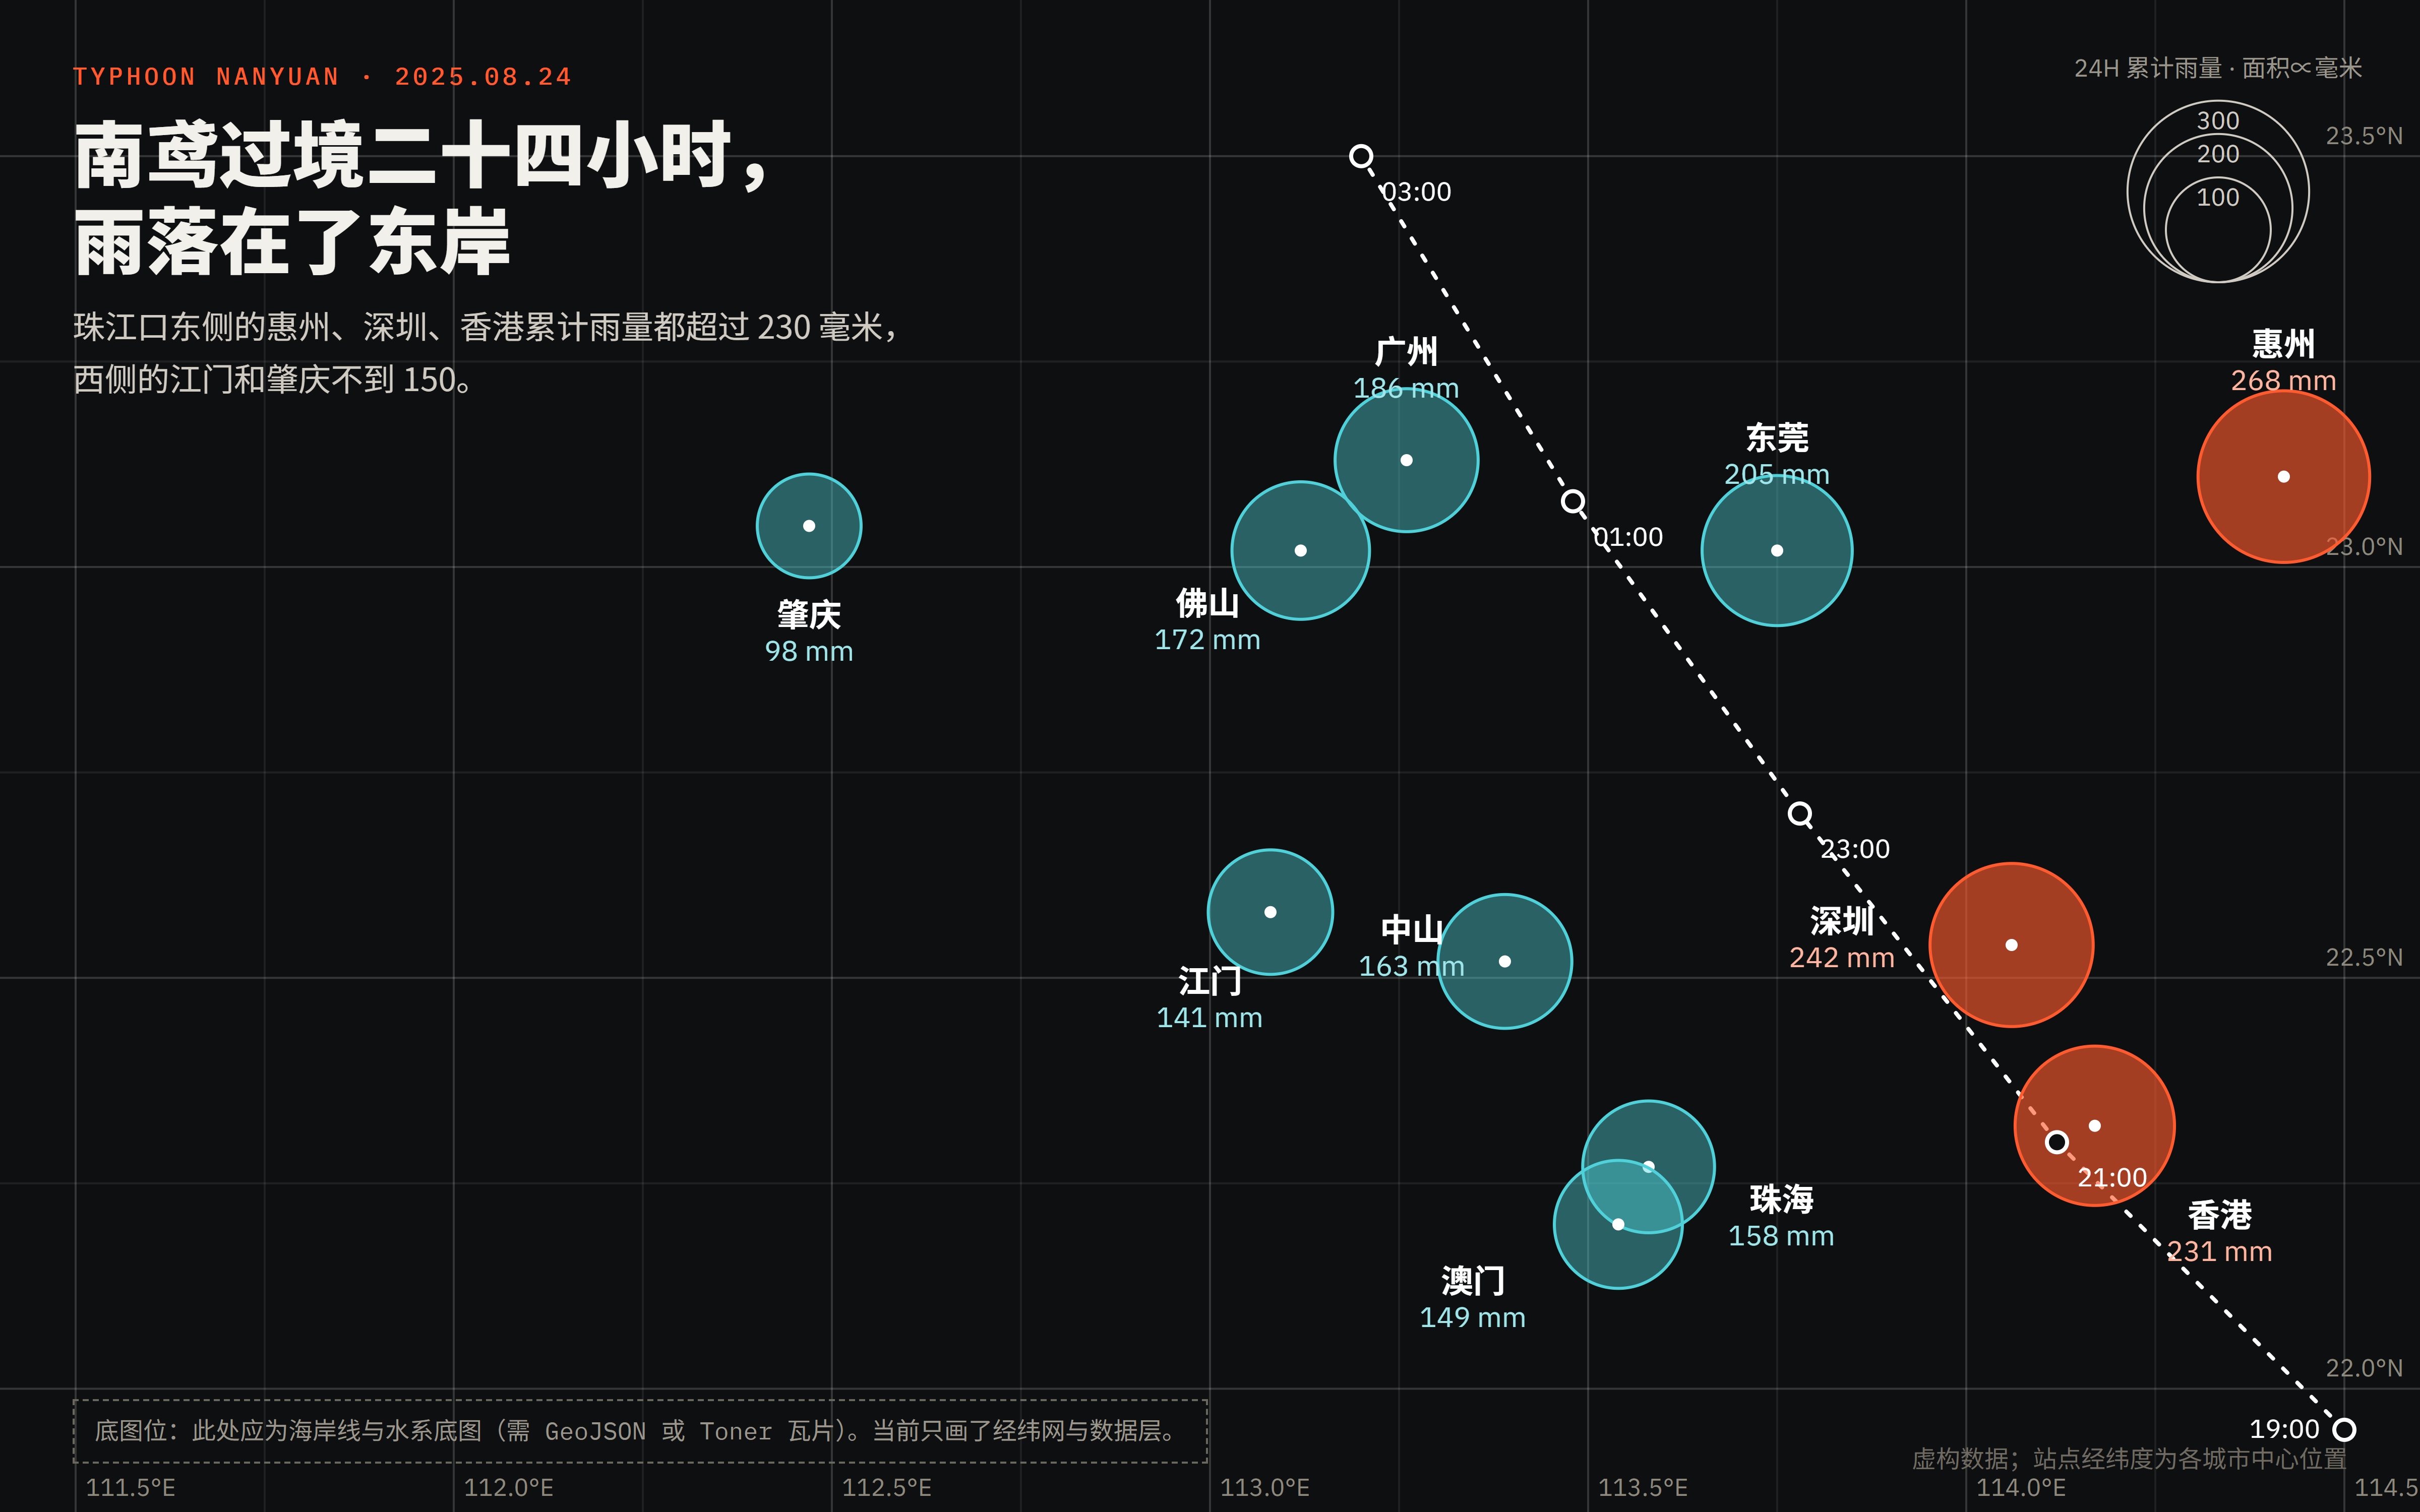 TYPHOON NANYUAN · 2025.08.24
南鸢过境二十四小时，
雨落在了东岸
珠江口东侧的惠州、深圳、香港累计雨量都超过 230 毫米，
西侧的江门和肇庆不到 150。
24H 累计雨量 · 面积∝毫米
300
200
100
23.5°N
03:00
广州
186 mm
惠州
268 mm
东莞
205 mm
01:00
23.0°N
肇庆
98 mm
佛山
172 mm
23:00
深圳
242 mm
22.5°N
中山
163 mm
江门
141 mm
21:00
香港
231 mm
珠海
158 mm
澳门
149 mm
22.0°N
19:00
底图位：此处应为海岸线与水系底图（需 GeoJSON 或 Toner 瓦片）。当前只画了经纬网与数据层。
虚构数据；站点经纬度为各城市中心位置
111.5°E
112.0°E
112.5°E
113.0°E
113.5°E
114.0°E
114.5